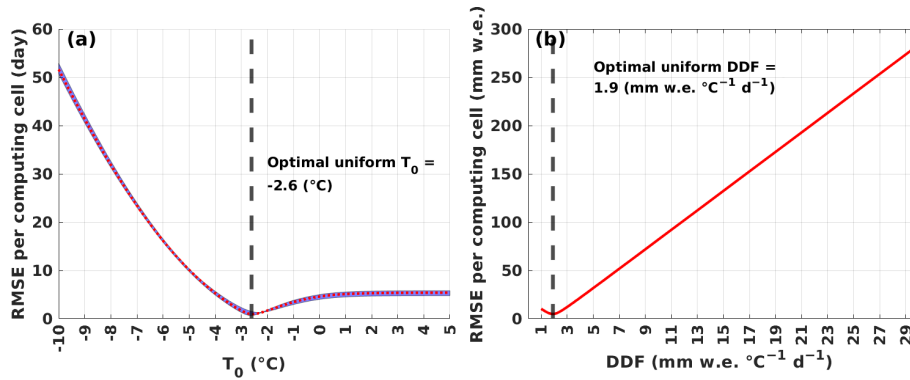 (a)
RMSE per computing cell (day)
60
50
40
30
20
10
0
Optimal uniform T₀ =
-2.6 (°C)
-10 -9 -8 -7 -6 -5 -4 -3 -2 -1 0 1 2 3 4 5
T₀ (°C)
(b)
RMSE per computing cell (mm w.e.)
300
250
200
150
100
50
0
Optimal uniform DDF =
1.9 (mm w.e. °C⁻¹ d⁻¹)
1 3 5 7 9 11 13 15 17 19 21 23 25 27 29
DDF (mm w.e. °C⁻¹ d⁻¹)